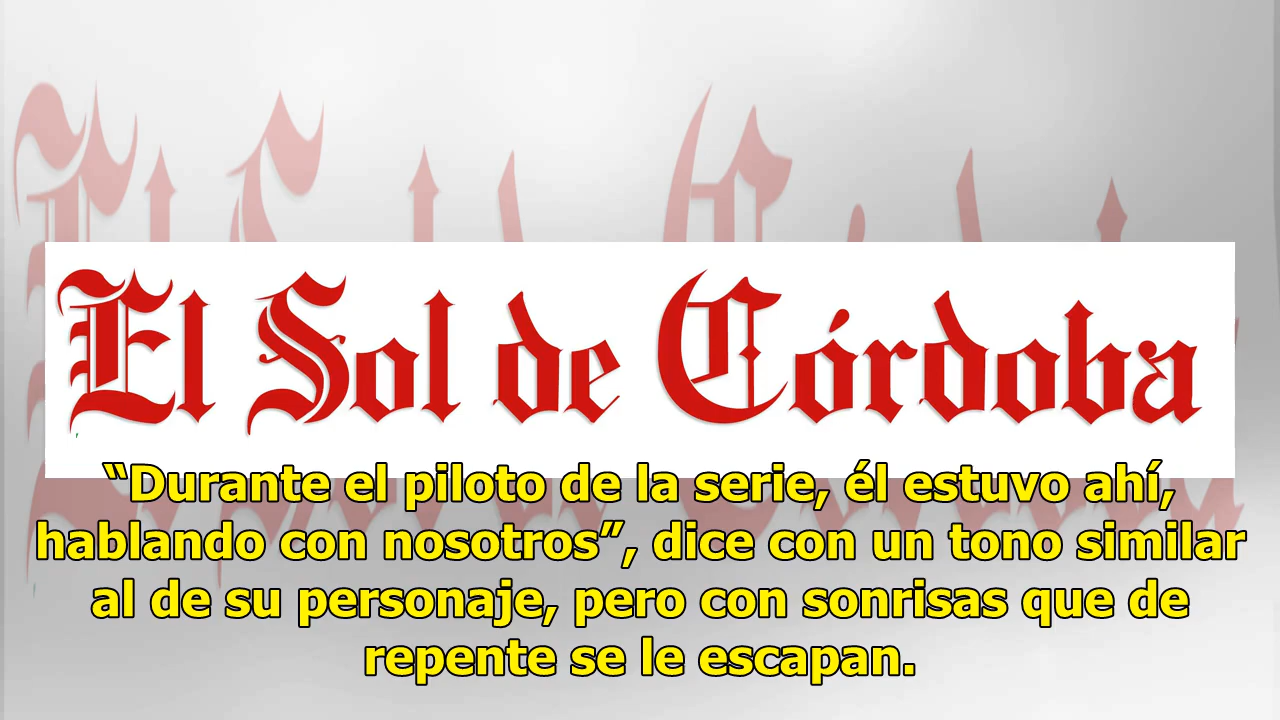 El Sol de Córdoba
“Durante el piloto de la serie, él estuvo ahí,
hablando con nosotros”, dice con un tono similar
al de su personaje, pero con sonrisas que de
repente se le escapan.